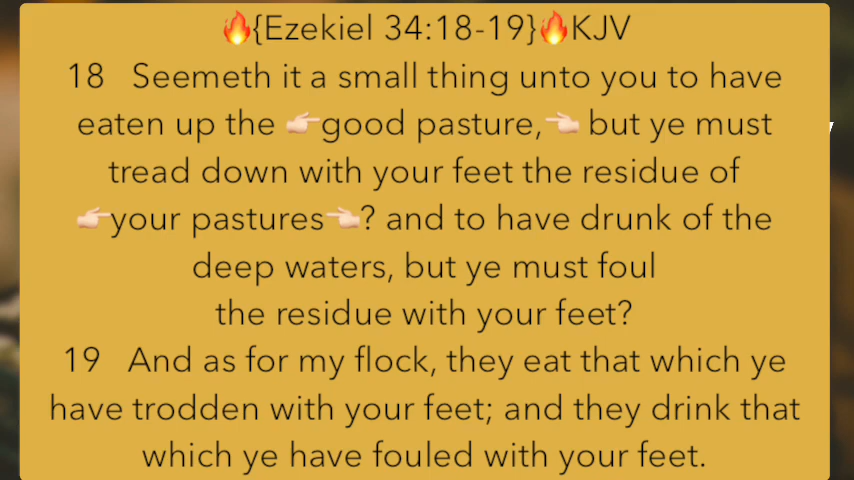 🔥{Ezekiel 34:18-19}🔥KJV
18 Seemeth it a small thing unto you to have
eaten up the 👉good pasture,👈 but ye must
tread down with your feet the residue of
👉your pastures👈? and to have drunk of the
deep waters, but ye must foul
the residue with your feet?
19 And as for my flock, they eat that which ye
have trodden with your feet; and they drink that
which ye have fouled with your feet.